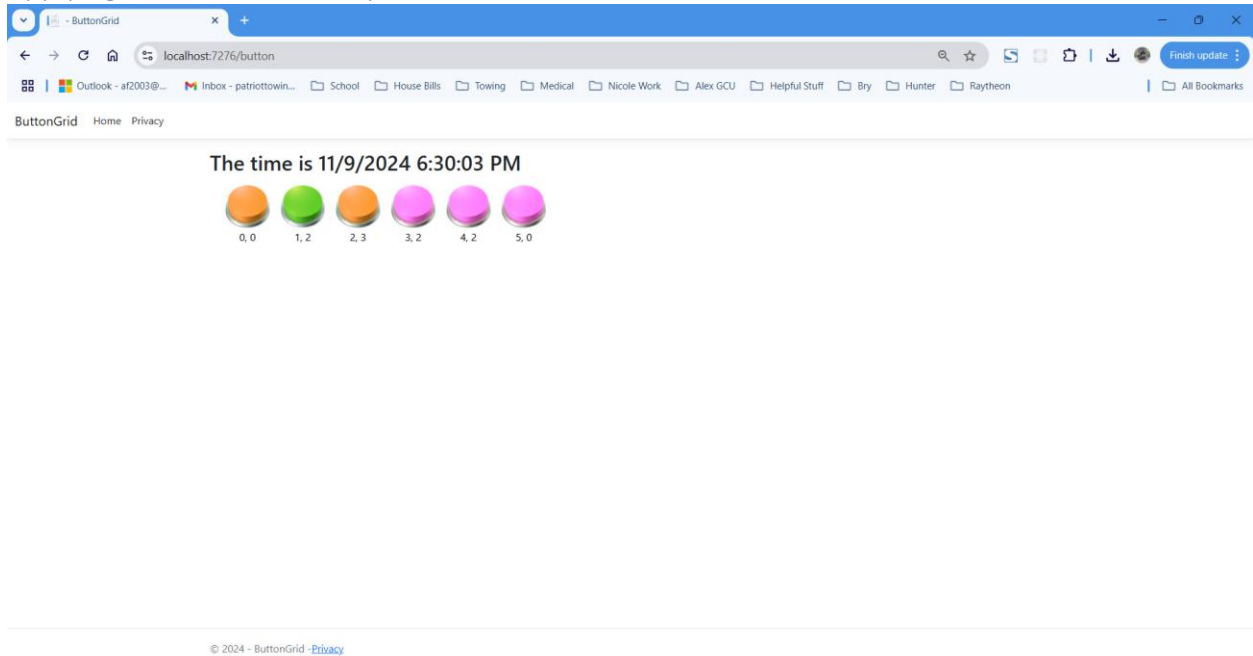 - ButtonGrid
localhost:7276/button
Finish update
Outlook - af2003@... Inbox - patriottowin... School House Bills Towing Medical Nicole Work Alex GCU Helpful Stuff Bry Hunter Raytheon All Bookmarks
ButtonGrid Home Privacy
The time is 11/9/2024 6:30:03 PM
0, 0 1, 2 2, 3 3, 2 4, 2 5, 0
© 2024 - ButtonGrid -Privacy